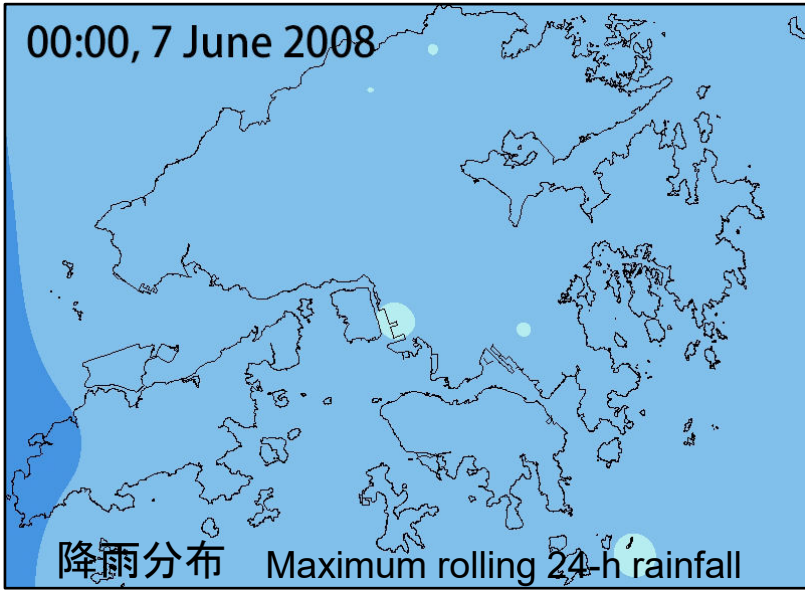 00:00, 7 June 2008
降雨分布 Maximum rolling 24-h rainfall